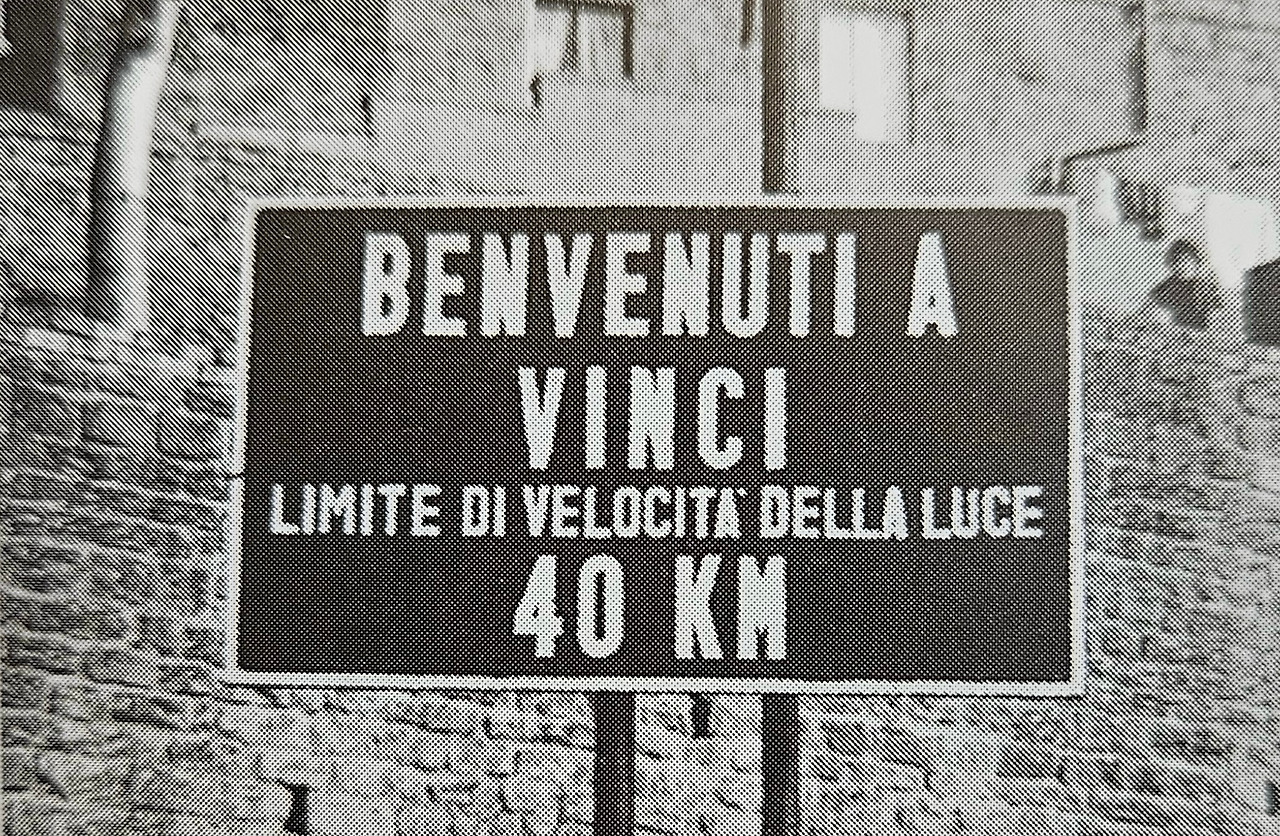 BENVENUTI A
VINCI
LIMITE DI VELOCITA' DELLA LUCE
40 KM